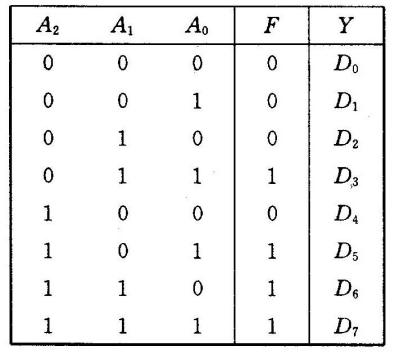 A₂ A₁ A₀ F Y
0 0 0 0 D₀
0 0 1 0 D₁
0 1 0 0 D₂
0 1 1 1 D₃
1 0 0 0 D₄
1 0 1 1 D₅
1 1 0 1 D₆
1 1 1 1 D₇